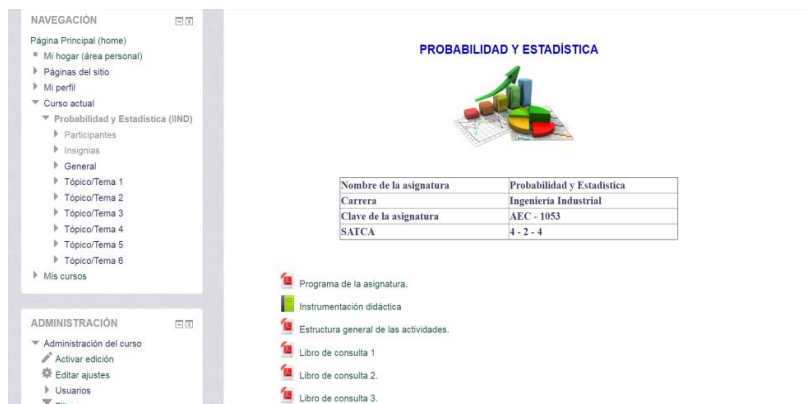 NAVEGACIÓN
Página Principal (home)
Mi hogar (área personal)
Páginas del sitio
Mi perfil
Curso actual
Probabilidad y Estadística (IIND)
Participantes
Insignias
General
Tópico/Tema 1
Tópico/Tema 2
Tópico/Tema 3
Tópico/Tema 4
Tópico/Tema 5
Tópico/Tema 6
Mis cursos
ADMINISTRACIÓN
Administración del curso
Activar edición
Editar ajustes
Usuarios
PROBABILIDAD Y ESTADÍSTICA
Nombre de la asignatura Probabilidad y Estadística
Carrera Ingeniería Industrial
Clave de la asignatura AEC - 1053
SATCA 4 - 2 - 4
Programa de la asignatura.
Instrumentación didáctica
Estructura general de las actividades.
Libro de consulta 1
Libro de consulta 2.
Libro de consulta 3.